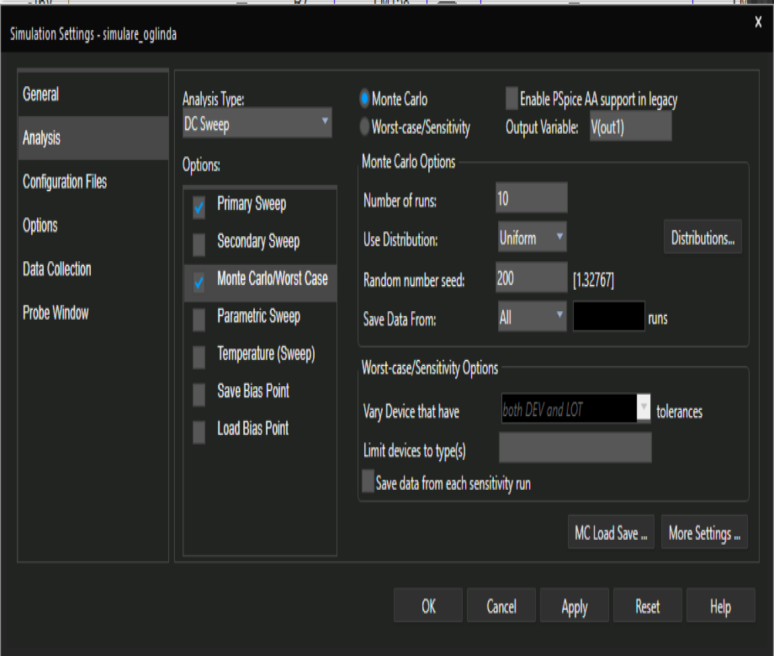 Simulation Settings - simulare_oglinda
X
General
Analysis
Configuration Files
Options
Data Collection
Probe Window
Analysis Type:
DC Sweep
Options:
Primary Sweep
Secondary Sweep
Monte Carlo/Worst Case
Parametric Sweep
Temperature (Sweep)
Save Bias Point
Load Bias Point
Monte Carlo
Worst-case/Sensitivity
Enable PSpice AA support in legacy
Output Variable: V(out1)
Monte Carlo Options
Number of runs: 10
Use Distribution: Uniform Distributions...
Random number seed: 200 [1.32767]
Save Data From: All runs
Worst-case/Sensitivity Options
Vary Device that have both DEV and LOT tolerances
Limit devices to type(s)
Save data from each sensitivity run
MC Load Save ... More Settings ...
OK Cancel Apply Reset Help